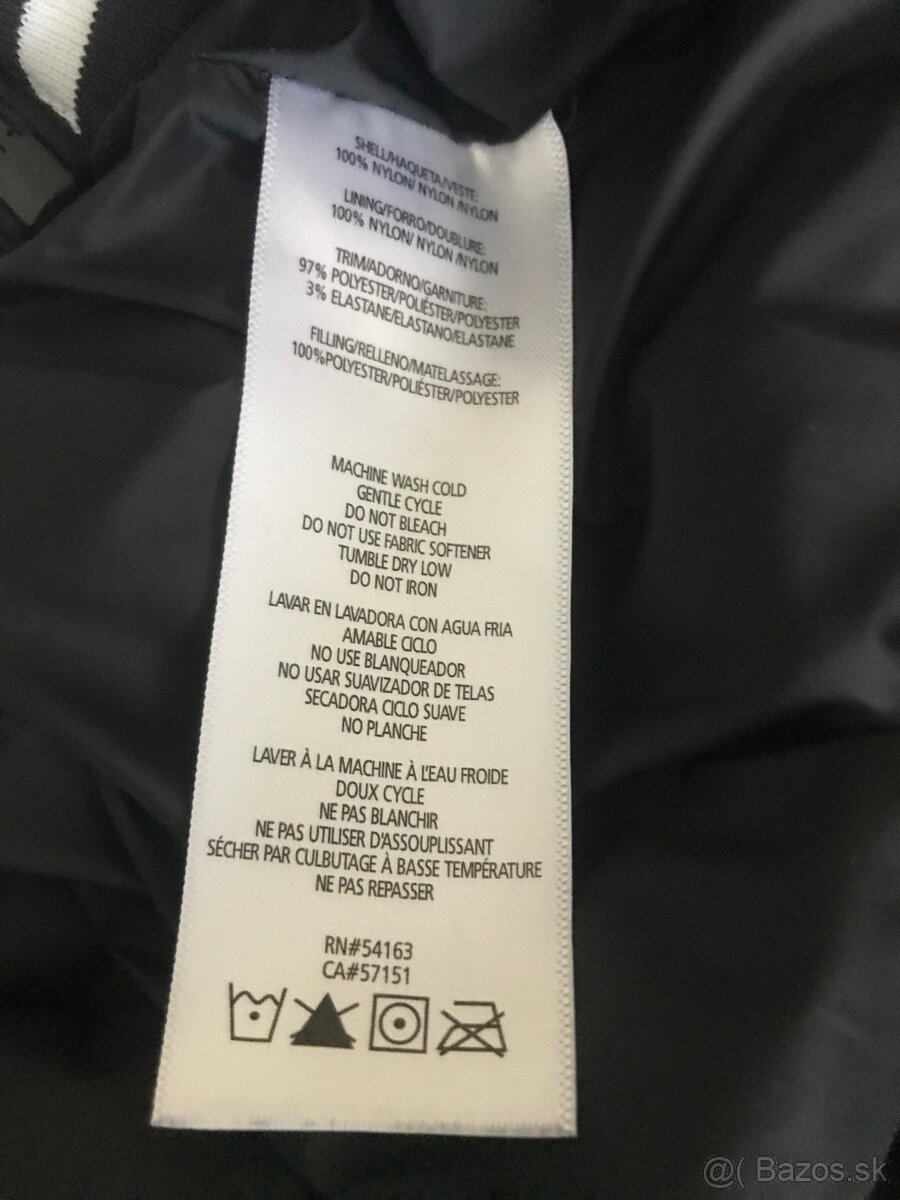 SHELL/HAQUETA/VESTE:
100% NYLON/ NYLON /NYLON
LINING/FORRO/DOUBLURE:
100% NYLON/ NYLON /NYLON
TRIM/ADORNO/GARNITURE:
97% POLYESTER/POLIÉSTER/POLYESTER
3% ELASTANE/ELASTANO/ELASTANE
FILLING/RELLENO/MATELASSAGE:
100%POLYESTER/POLIÉSTER/POLYESTER
MACHINE WASH COLD
GENTLE CYCLE
DO NOT BLEACH
DO NOT USE FABRIC SOFTENER
TUMBLE DRY LOW
DO NOT IRON
LAVAR EN LAVADORA CON AGUA FRIA
AMABLE CICLO
NO USE BLANQUEADOR
NO USAR SUAVIZADOR DE TELAS
SECADORA CICLO SUAVE
NO PLANCHE
LAVER À LA MACHINE À L'EAU FROIDE
DOUX CYCLE
NE PAS BLANCHIR
NE PAS UTILISER D'ASSOUPLISSANT
SÉCHER PAR CULBUTAGE À BASSE TEMPÉRATURE
NE PAS REPASSER
RN#54163
CA#57151
@( Bazos.sk